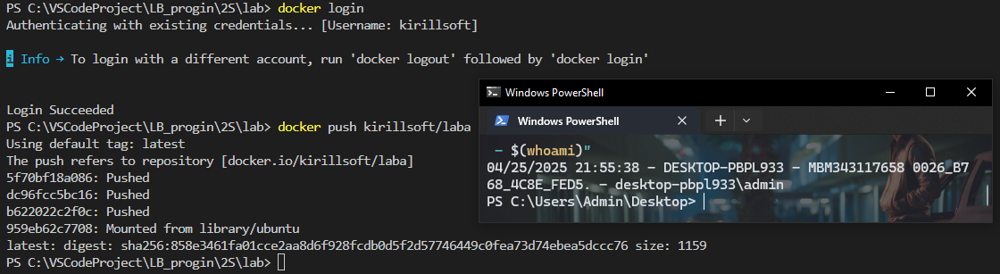 PS C:\VSCodeProject\LB_progin\2S\lab> docker login
Authenticating with existing credentials... [Username: kirillsoft]
i Info → To login with a different account, run 'docker logout' followed by 'docker login'
Login Succeeded
PS C:\VSCodeProject\LB_progin\2S\lab> docker push kirillsoft/laba
Using default tag: latest
The push refers to repository [docker.io/kirillsoft/laba]
5f70bf18a086: Pushed
dc96fcc5bc16: Pushed
b622022c2f0c: Pushed
959eb62c7708: Mounted from library/ubuntu
latest: digest: sha256:858e3461fa01cce2aa8d6f928fcdb0d5f2d57746449c0fea73d74ebea5dccc76 size: 1159
PS C:\VSCodeProject\LB_progin\2S\lab>
Windows PowerShell
Windows PowerShell
- $(whoami)"
04/25/2025 21:55:38 - DESKTOP-PBPL933 - MBM343117658 0026_B7
68_4C8E_FED5. - desktop-pbpl933\admin
PS C:\Users\Admin\Desktop>